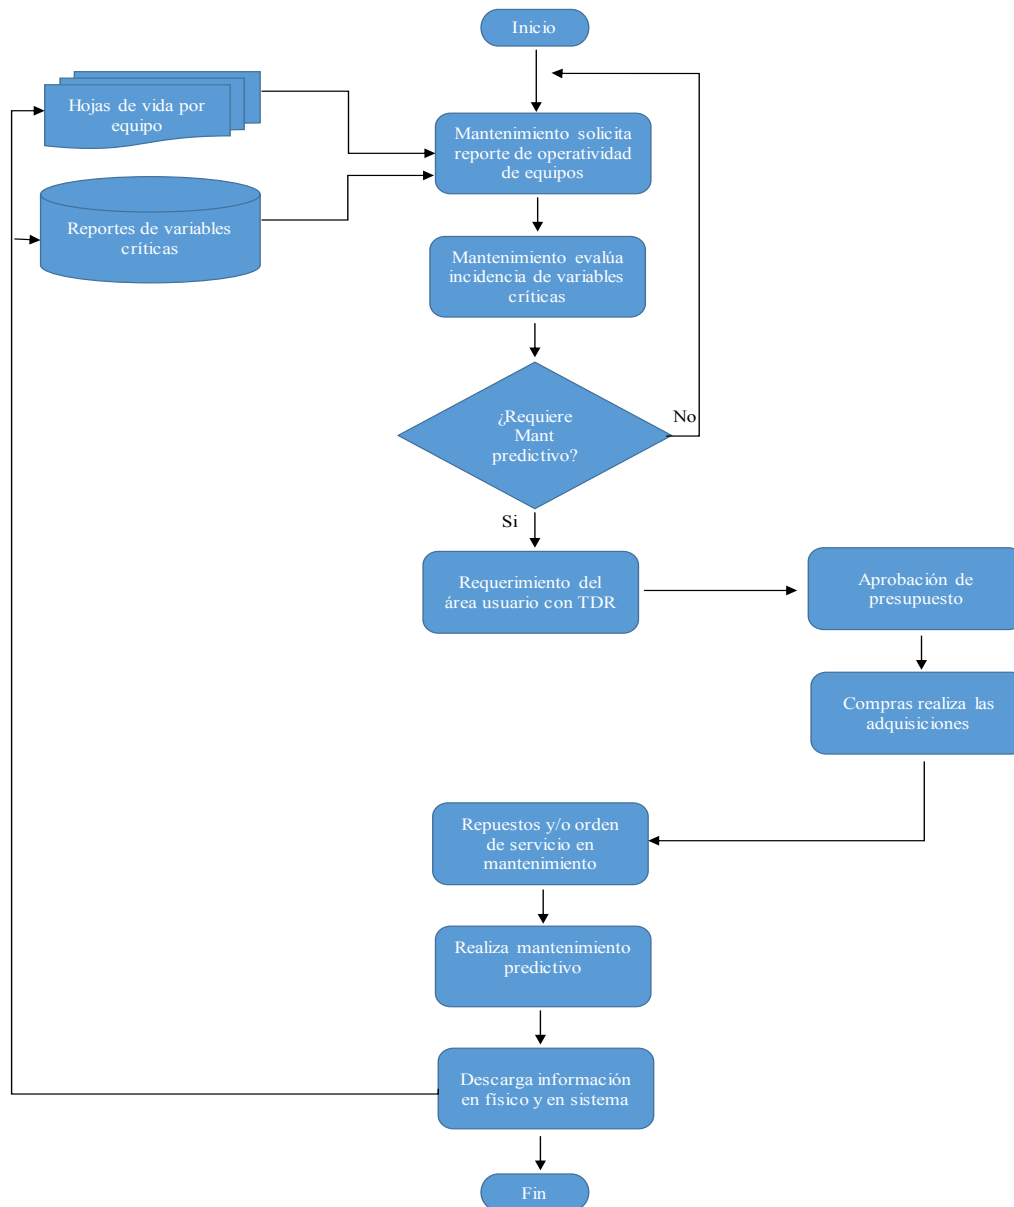 Inicio
Hojas de vida por
equipo
Mantenimiento solicita
reporte de operatividad
de equipos
Reportes de variables
críticas
Mantenimiento evalúa
incidencia de variables
críticas
¿Requiere
Mant
predictivo?
No
Si
Requerimiento del
área usuario con TDR
Aprobación de
presupuesto
Compras realiza las
adquisiciones
Repuestos y/o orden
de servicio en
mantenimiento
Realiza mantenimiento
predictivo
Descarga información
en físico y en sistema
Fin